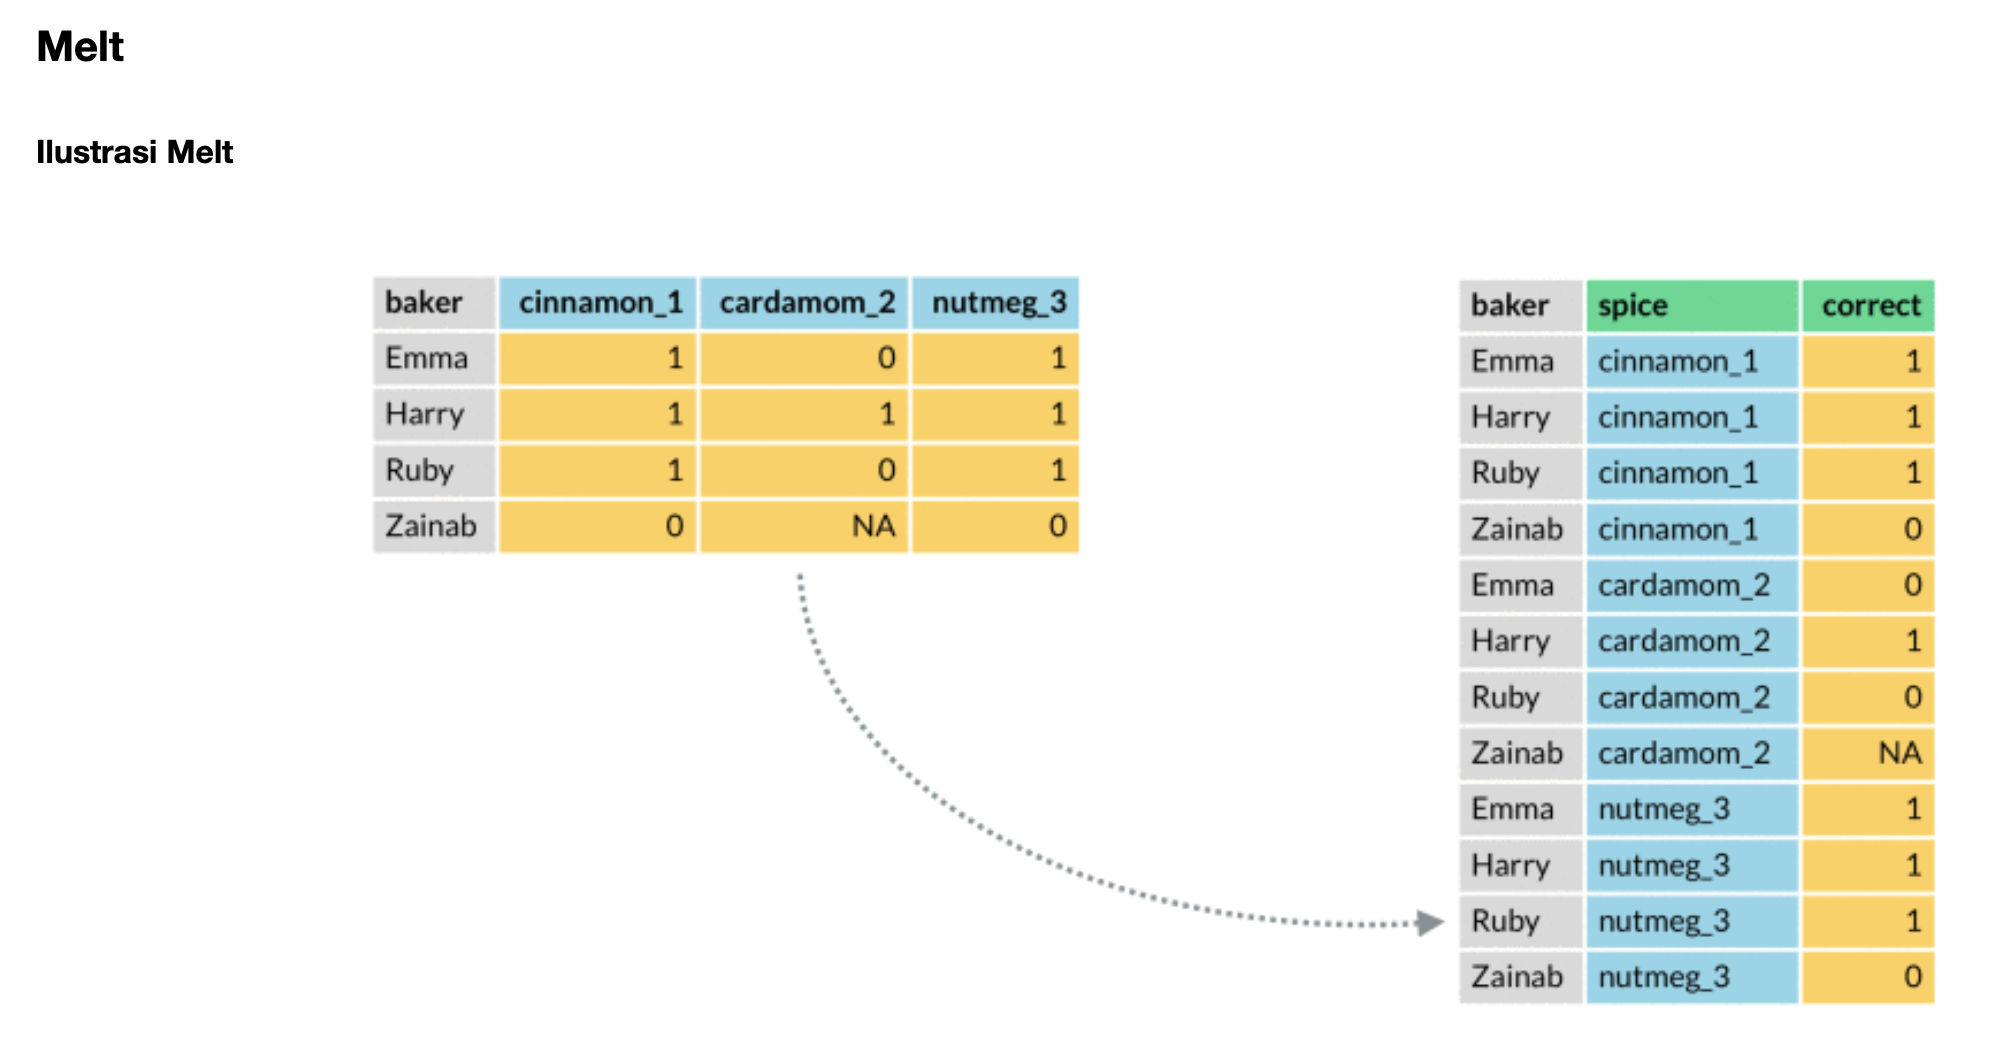 Melt
Ilustrasi Melt
baker cinnamon_1 cardamom_2 nutmeg_3
Emma 1 0 1
Harry 1 1 1
Ruby 1 0 1
Zainab 0 NA 0
baker spice correct
Emma cinnamon_1 1
Harry cinnamon_1 1
Ruby cinnamon_1 1
Zainab cinnamon_1 0
Emma cardamom_2 0
Harry cardamom_2 1
Ruby cardamom_2 0
Zainab cardamom_2 NA
Emma nutmeg_3 1
Harry nutmeg_3 1
Ruby nutmeg_3 1
Zainab nutmeg_3 0